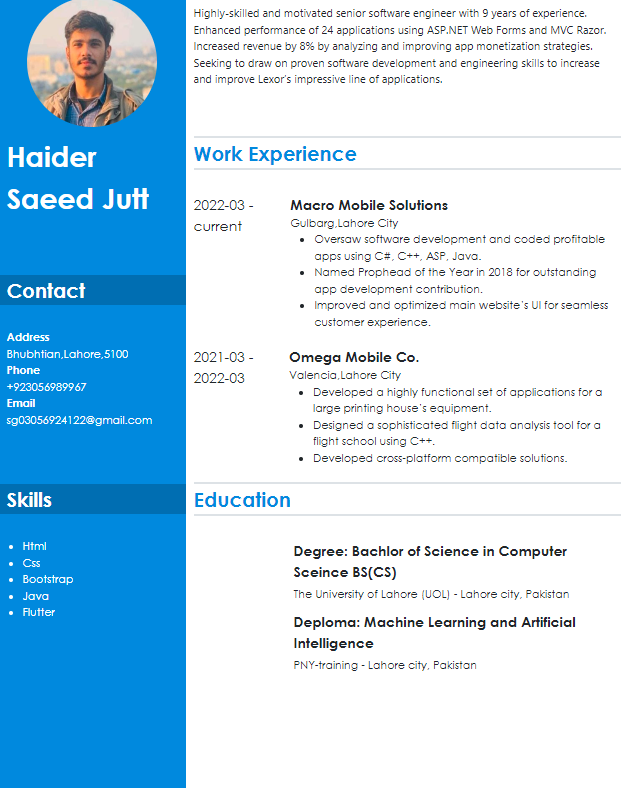 Haider
Saeed Jutt
Contact
Address
Bhubhtian,Lahore,5100
Phone
+923056989967
Email
sg03056924122@gmail.com
Skills
• Html
• Css
• Bootstrap
• Java
• Flutter
Highly-skilled and motivated senior software engineer with 9 years of experience.
Enhanced performance of 24 applications using ASP.NET Web Forms and MVC Razor.
Increased revenue by 8% by analyzing and improving app monetization strategies.
Seeking to draw on proven software development and engineering skills to increase
and improve Lexor's impressive line of applications.
Work Experience
2022-03 -
current
Macro Mobile Solutions
Gulbarg,Lahore City
• Oversaw software development and coded profitable
apps using C#, C++, ASP, Java.
• Named Prophead of the Year in 2018 for outstanding
app development contribution.
• Improved and optimized main website's UI for seamless
customer experience.
2021-03 -
2022-03
Omega Mobile Co.
Valencia,Lahore City
• Developed a highly functional set of applications for a
large printing house's equipment.
• Designed a sophisticated flight data analysis tool for a
flight school using C++.
• Developed cross-platform compatible solutions.
Education
Degree: Bachlor of Science in Computer
Sceince BS(CS)
The University of Lahore (UOL) - Lahore city, Pakistan
Deploma: Machine Learning and Artificial
Intelligence
PNY-training - Lahore city, Pakistan